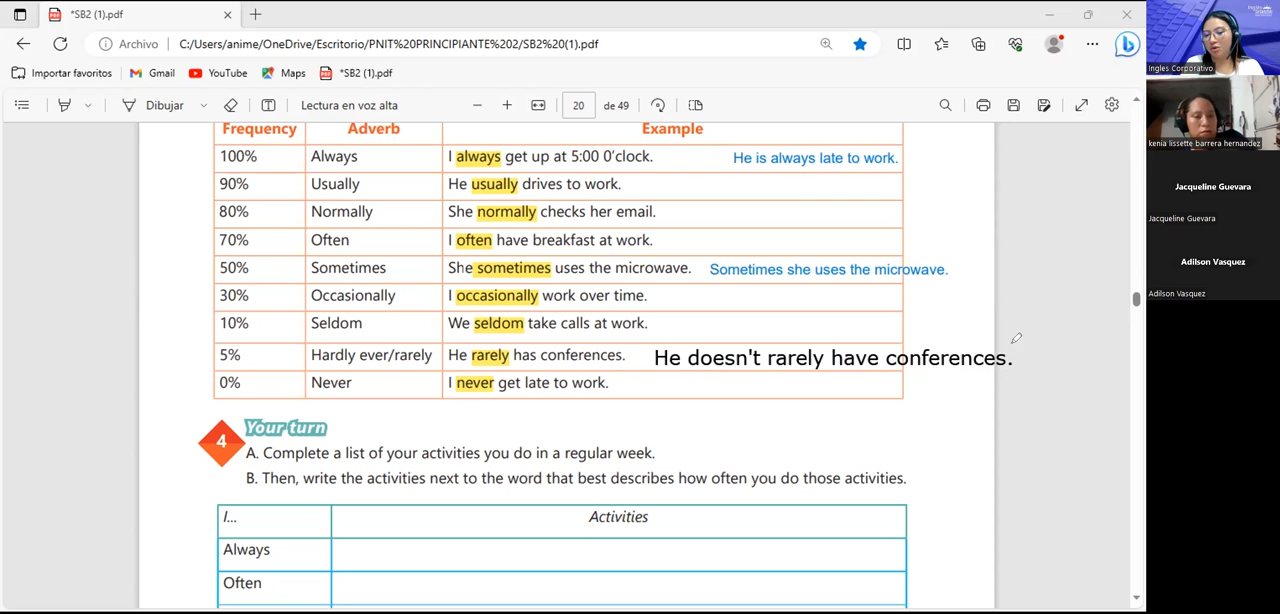 *SB2 (1).pdf
Archivo C:/Users/anime/OneDrive/Escritorio/PNIT%20PRINCIPIANTE%202/SB2%20(1).pdf
Importar favoritos Gmail YouTube Maps *SB2 (1).pdf
Dibujar Lectura en voz alta 20 de 49
Frequency Adverb Example
100% Always I always get up at 5:00 0'clock. He is always late to work.
90% Usually He usually drives to work.
80% Normally She normally checks her email.
70% Often I often have breakfast at work.
50% Sometimes She sometimes uses the microwave. Sometimes she uses the microwave.
30% Occasionally I occasionally work over time.
10% Seldom We seldom take calls at work.
5% Hardly ever/rarely He rarely has conferences. He doesn't rarely have conferences.
0% Never I never get late to work.
4 Your turn
A. Complete a list of your activities you do in a regular week.
B. Then, write the activities next to the word that best describes how often you do those activities.
I... Activities
Always
Often
Ingles Corporativo
kenia lissette barrera hernandez
Jacqueline Guevara
Jacqueline Guevara
Adilson Vasquez
Adilson Vasquez